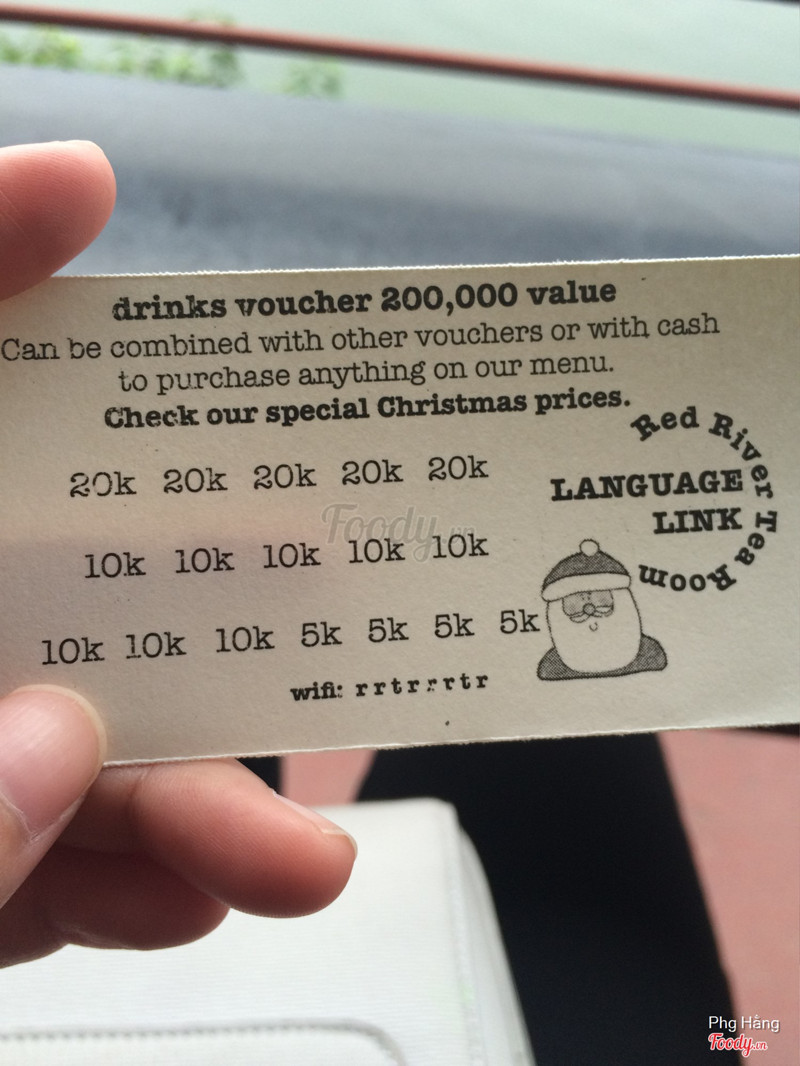 drinks voucher 200,000 value
Can be combined with other vouchers or with cash
to purchase anything on our menu.
Check our special Christmas prices.
20k 20k 20k 20k 20k
10k 10k 10k 10k 10k
10k 10k 10k 5k 5k 5k 5k
wifi: rrtrrrtr
Red River Tea Room
LANGUAGE
LINK
Foody.vn
Phg Hằng
Foody.vn